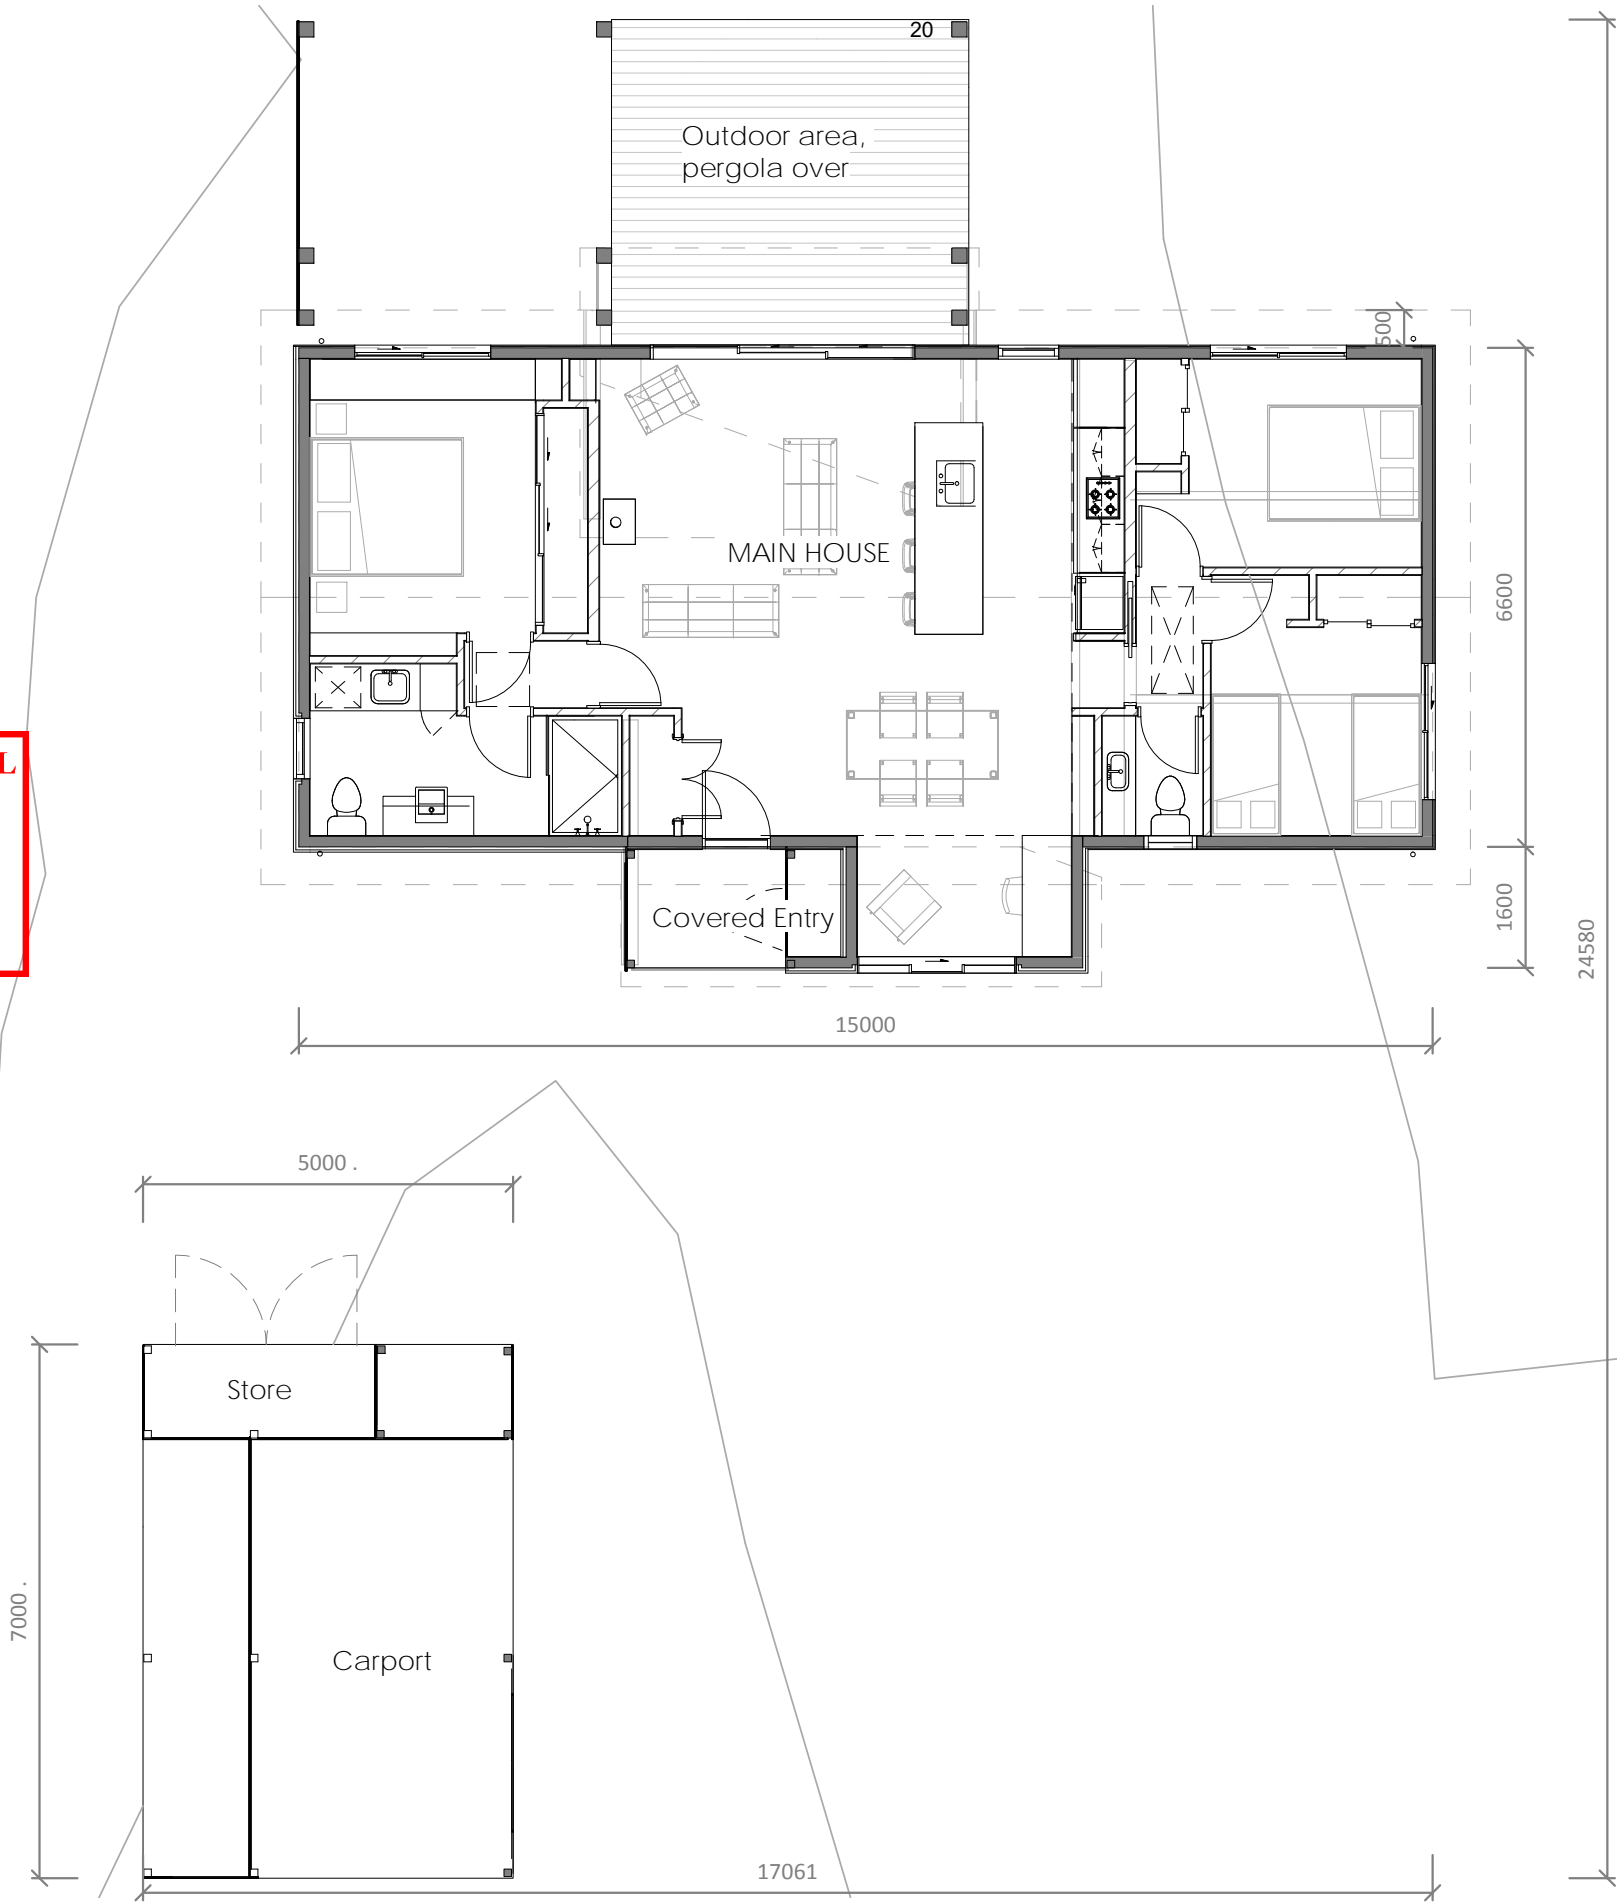 20
Outdoor area,
pergola over
500
MAIN HOUSE
6600
L
Covered Entry
1600
24580
15000
5000 .
Store
7000 .
Carport
17061